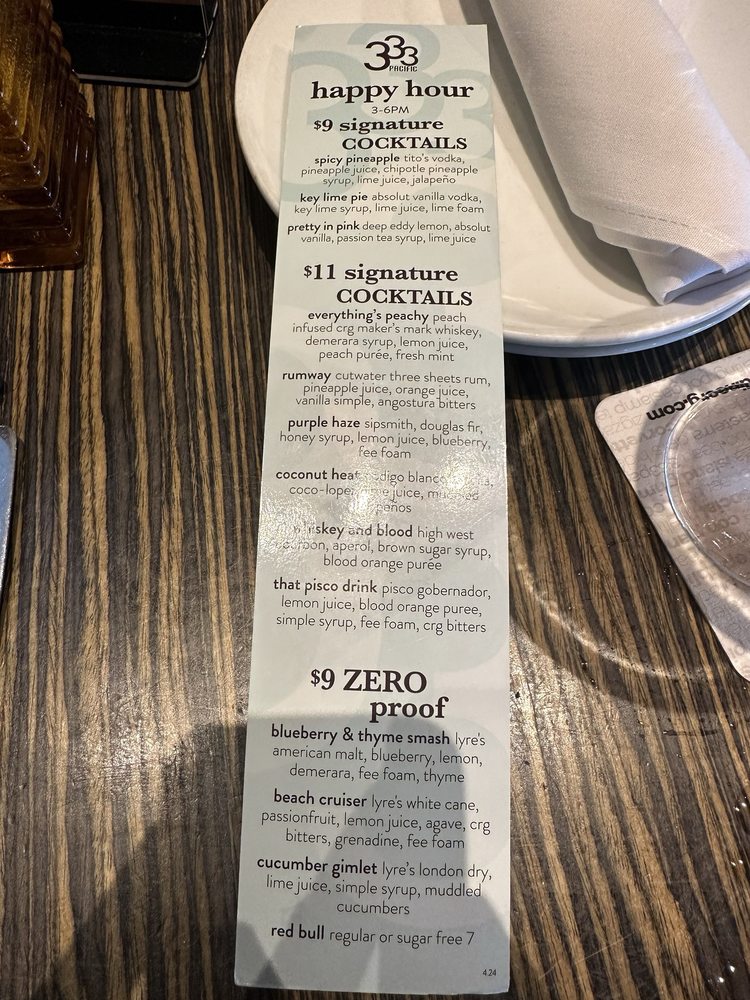 333
PACIFIC
happy hour
3-6PM
$9 signature
COCKTAILS
spicy pineapple tito's vodka,
pineapple juice, chipotle pineapple
syrup, lime juice, jalapeño
key lime pie absolut vanilla vodka,
key lime syrup, lime juice, lime foam
pretty in pink deep eddy lemon, absolut
vanilla, passion tea syrup, lime juice
$11 signature
COCKTAILS
everything's peachy peach
infused crg maker's mark whiskey,
demerara syrup, lemon juice,
peach purée, fresh mint
rumway cutwater three sheets rum,
pineapple juice, orange juice,
vanilla simple, angostura bitters
purple haze sipsmith, douglas fir,
honey syrup, lemon juice, blueberry,
fee foam
coconut heat blanco
juice,
whiskey and blood high west
bourbon, aperol, brown sugar syrup,
blood orange purée
that pisco drink pisco gobernador,
lemon juice, blood orange puree,
simple syrup, fee foam, crg bitters
$9 ZERO
proof
blueberry & thyme smash lyre's
american malt, blueberry, lemon,
demerara, fee foam, thyme
beach cruiser lyre's white cane,
passionfruit, lemon juice, agave, crg
bitters, grenadine, fee foam
cucumber gimlet lyre's london dry,
lime juice, simple syrup, muddled
cucumbers
red bull regular or sugar free 7
4.24